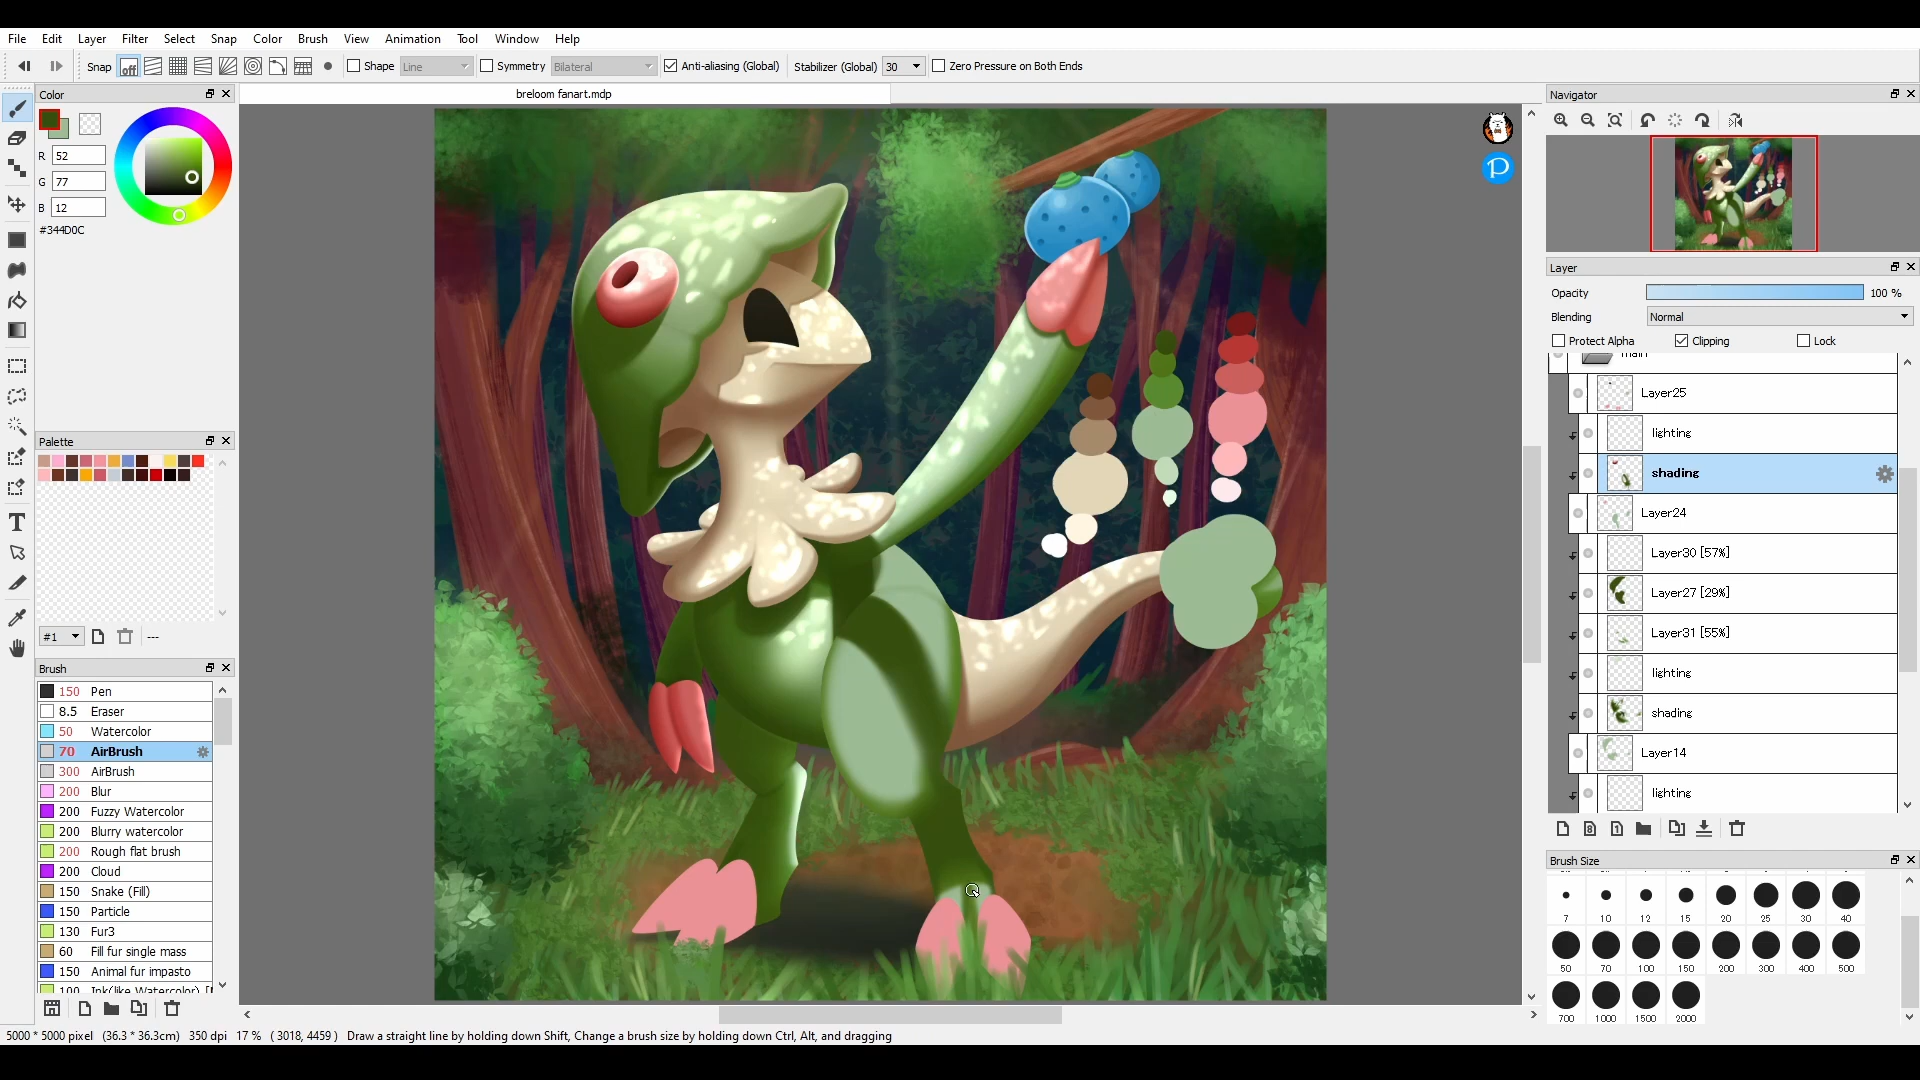 File Edit Layer Filter Select Snap Color Brush View Animation Tool Window Help
Snap off Shape Line Symmetry Bilateral Anti-aliasing (Global) Stabilizer (Global) 30 Zero Pressure on Both Ends
Color
R 52
G 77
B 12
#344D0C
Palette
#1 ---
Brush
150 Pen
8.5 Eraser
50 Watercolor
70 AirBrush
300 AirBrush
200 Blur
200 Fuzzy Watercolor
200 Blurry watercolor
200 Rough flat brush
200 Cloud
150 Snake (Fill)
150 Particle
130 Fur3
60 Fill fur single mass
150 Animal fur impasto
100 Ink(like Watercolor)
breloom fanart.mdp
P
Navigator
Layer
Opacity 100 %
Blending Normal
Protect Alpha Clipping Lock
main
Layer25
lighting
shading
Layer24
Layer30 [57%]
Layer27 [29%]
Layer31 [55%]
lighting
shading
Layer14
lighting
8 1
Brush Size
7 10 12 15 20 25 30 40
50 70 100 150 200 300 400 500
700 1000 1500 2000
5000 * 5000 pixel (36.3 * 36.3cm) 350 dpi 17 % ( 3018, 4459 ) Draw a straight line by holding down Shift, Change a brush size by holding down Ctrl, Alt, and dragging